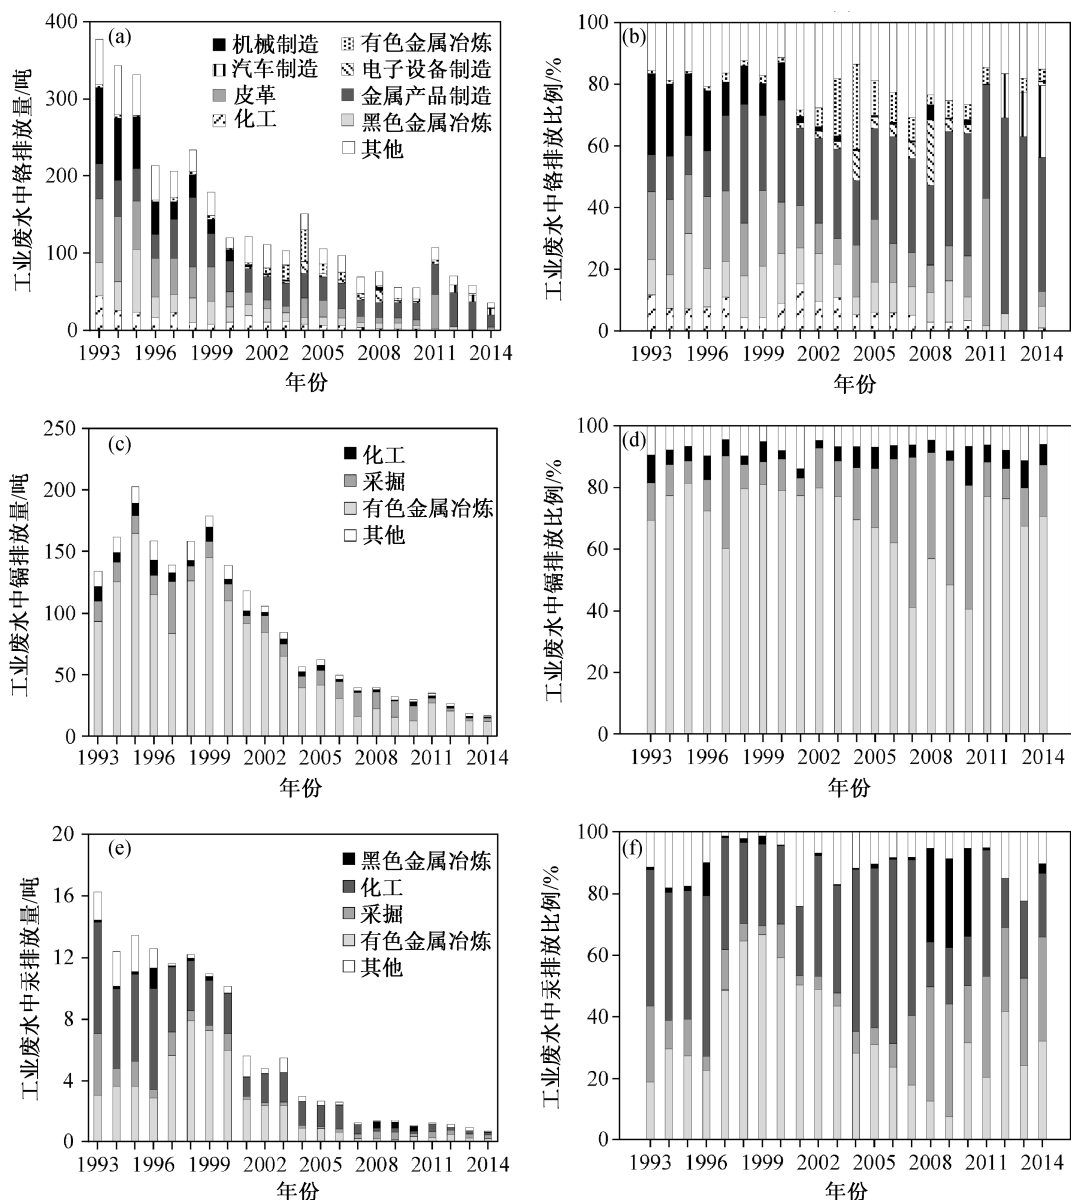 (a)
工业废水中铬排放量/吨
400
300
200
100
0
机械制造
汽车制造
皮革
化工
有色金属冶炼
电子设备制造
金属产品制造
黑色金属冶炼
其他
1993 1996 1999 2002 2005 2008 2011 2014
年份
(b)
工业废水中铬排放比例/%
100
80
60
40
20
0
1993 1996 1999 2002 2005 2008 2011 2014
年份
(c)
工业废水中镉排放量/吨
250
200
150
100
50
0
化工
采掘
有色金属冶炼
其他
1993 1996 1999 2002 2005 2008 2011 2014
年份
(d)
工业废水中镉排放比例/%
100
80
60
40
20
0
1993 1996 1999 2002 2005 2008 2011 2014
年份
(e)
工业废水中汞排放量/吨
20
16
12
8
4
0
黑色金属冶炼
化工
采掘
有色金属冶炼
其他
1993 1996 1999 2002 2005 2008 2011 2014
年份
(f)
工业废水中汞排放比例/%
100
80
60
40
20
0
1993 1996 1999 2002 2005 2008 2011 2014
年份